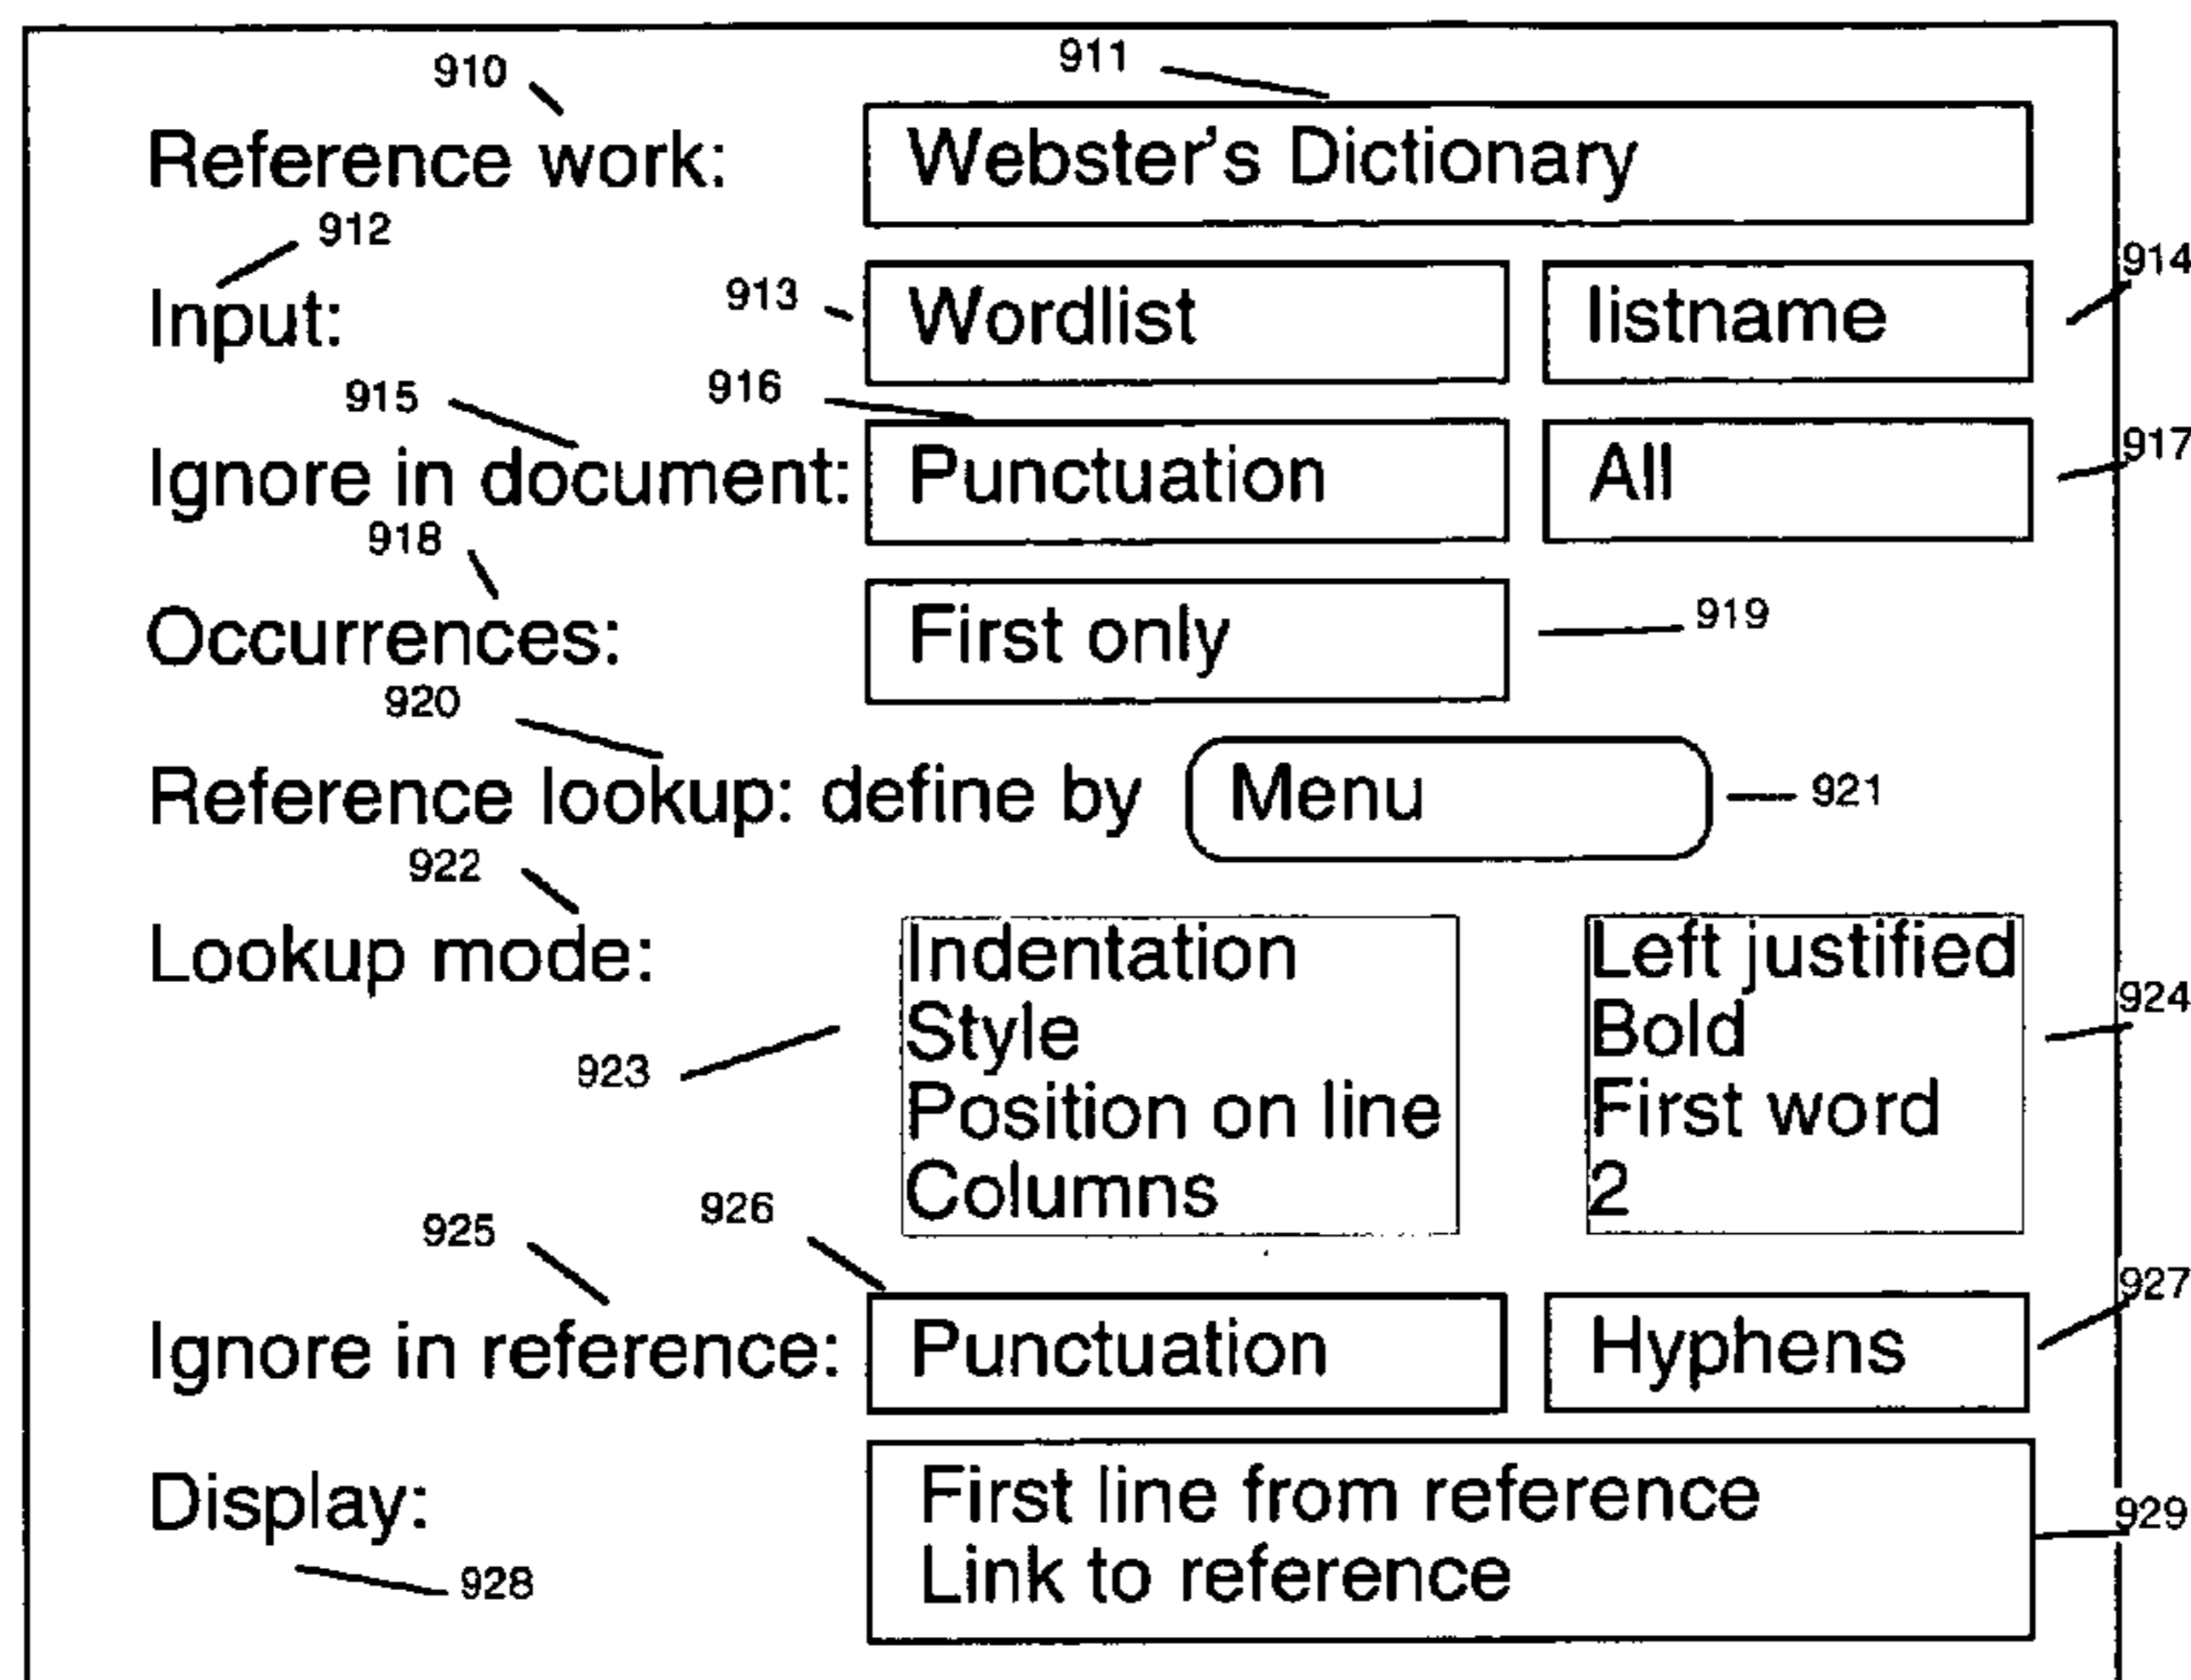 910 911
Reference work: Webster's Dictionary
912
Input: 913 Wordlist listname 914
915 916
Ignore in document: Punctuation All 917
918
Occurrences: First only 919
920
Reference lookup: define by Menu 921
922
Lookup mode: Indentation Left justified
Style Bold 924
923
Position on line First word
Columns 2
925 926
927
Ignore in reference: Punctuation Hyphens
Display: First line from reference 929
Link to reference
928